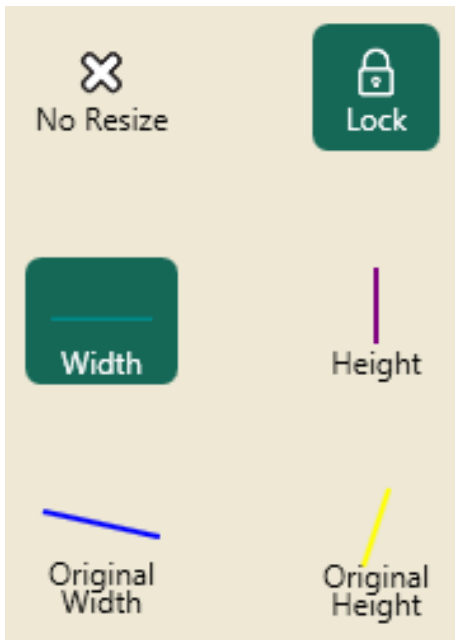 No Resize
Lock
Width
Height
Original
Width
Original
Height